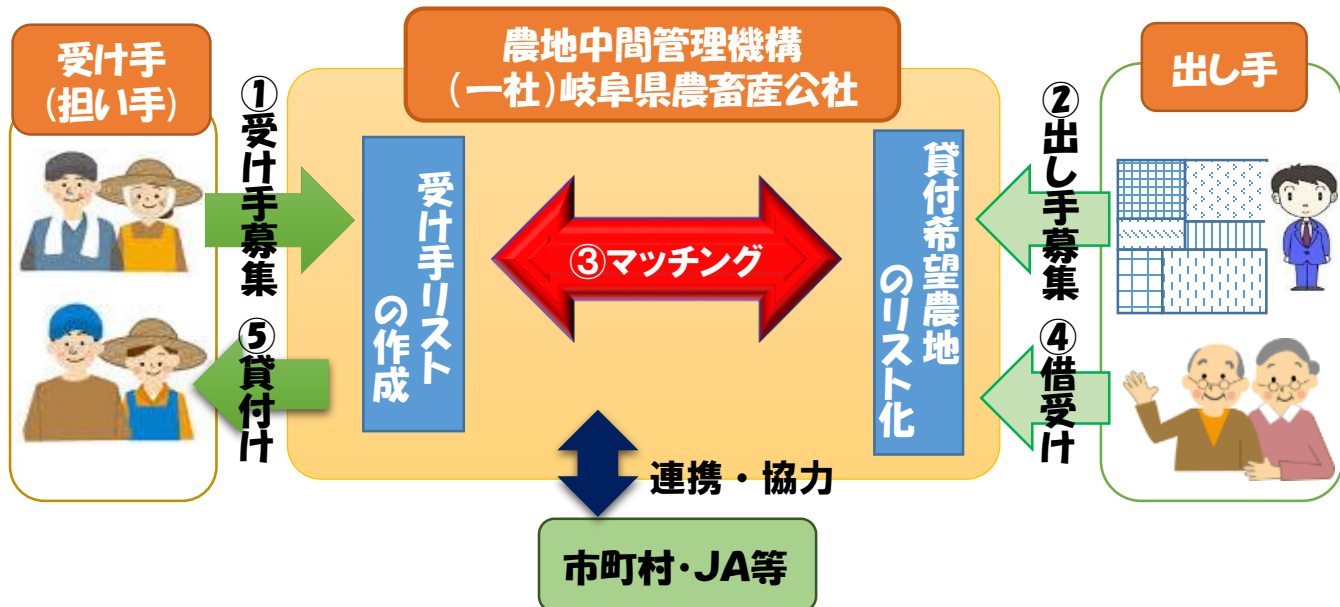 受け手
(担い手)
①受け手募集
⑤貸付け
農地中間管理機構
(一社)岐阜県農畜産公社
受け手リスト
の作成
③マッチング
貸付希望農地
のリスト化
出し手
②出し手募集
④借受け
連携・協力
市町村・JA等